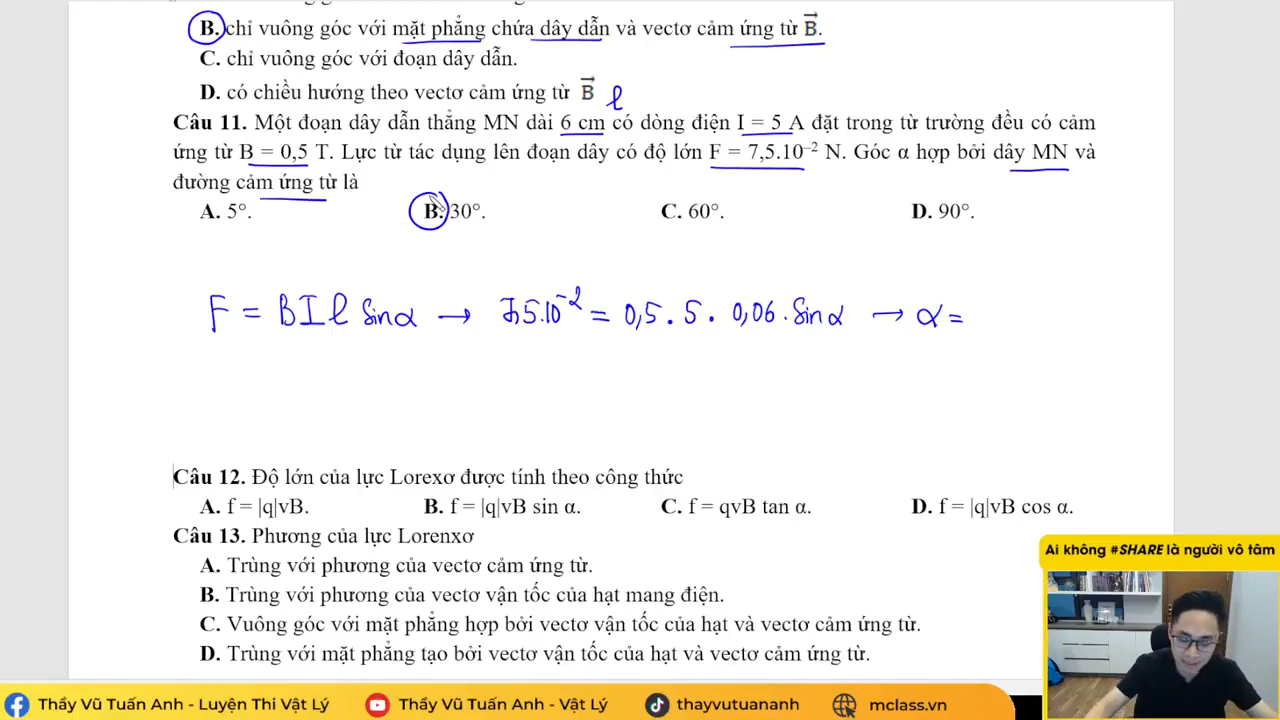 B. chỉ vuông góc với mặt phẳng chứa dây dẫn và vectơ cảm ứng từ B⃗.
C. chỉ vuông góc với đoạn dây dẫn.
D. có chiều hướng theo vectơ cảm ứng từ B⃗
ℓ
Câu 11. Một đoạn dây dẫn thẳng MN dài 6 cm có dòng điện I = 5 A đặt trong từ trường đều có cảm
ứng từ B = 0,5 T. Lực từ tác dụng lên đoạn dây có độ lớn F = 7,5.10⁻² N. Góc α hợp bởi dây MN và
đường cảm ứng từ là
A. 5°. B. 30°. C. 60°. D. 90°.
F = BIℓ sinα → 7,5.10⁻² = 0,5 . 5 . 0,06 . sinα → α =
Câu 12. Độ lớn của lực Lorexơ được tính theo công thức
A. f = |q|vB. B. f = |q|vB sin α. C. f = qvB tan α. D. f = |q|vB cos α.
Câu 13. Phương của lực Lorenxơ
A. Trùng với phương của vectơ cảm ứng từ.
B. Trùng với phương của vectơ vận tốc của hạt mang điện.
C. Vuông góc với mặt phẳng hợp bởi vectơ vận tốc của hạt và vectơ cảm ứng từ.
D. Trùng với mặt phẳng tạo bởi vectơ vận tốc của hạt và vectơ cảm ứng từ.
Ai không #SHARE là người vô tâm
Thầy Vũ Tuấn Anh - Luyện Thi Vật Lý Thầy Vũ Tuấn Anh - Luyện Thi Vật Lý thayvutuananh mclass.vn